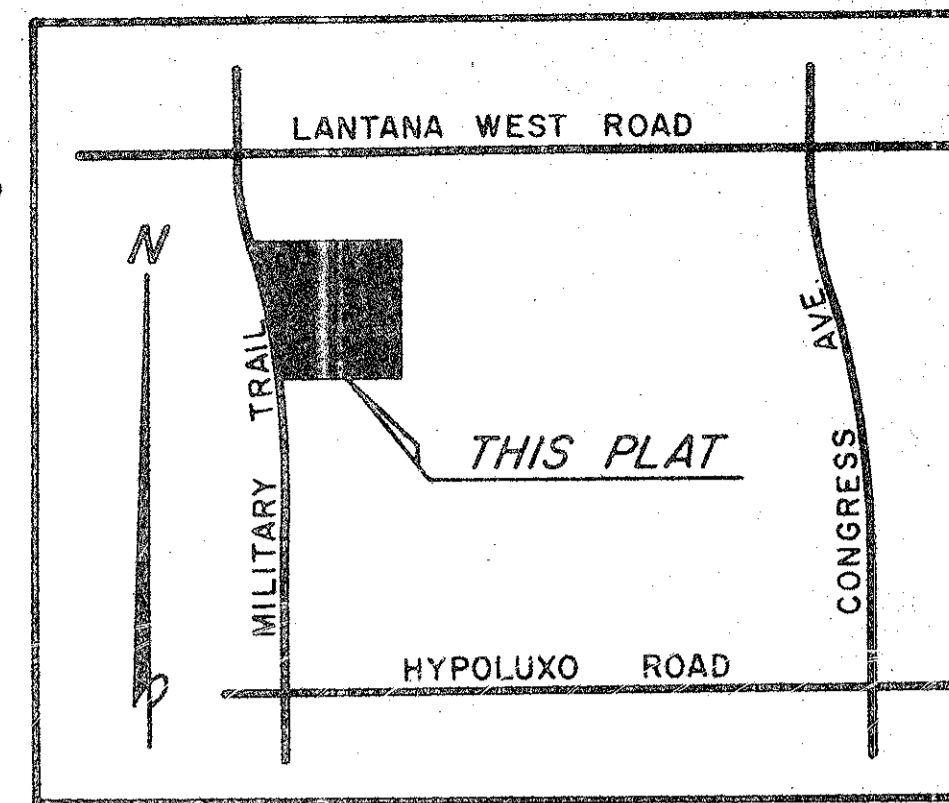 LANTANA WEST ROAD
N
MILITARY TRAIL
THIS PLAT
CONGRESS AVE.
HYPOLUXO ROAD